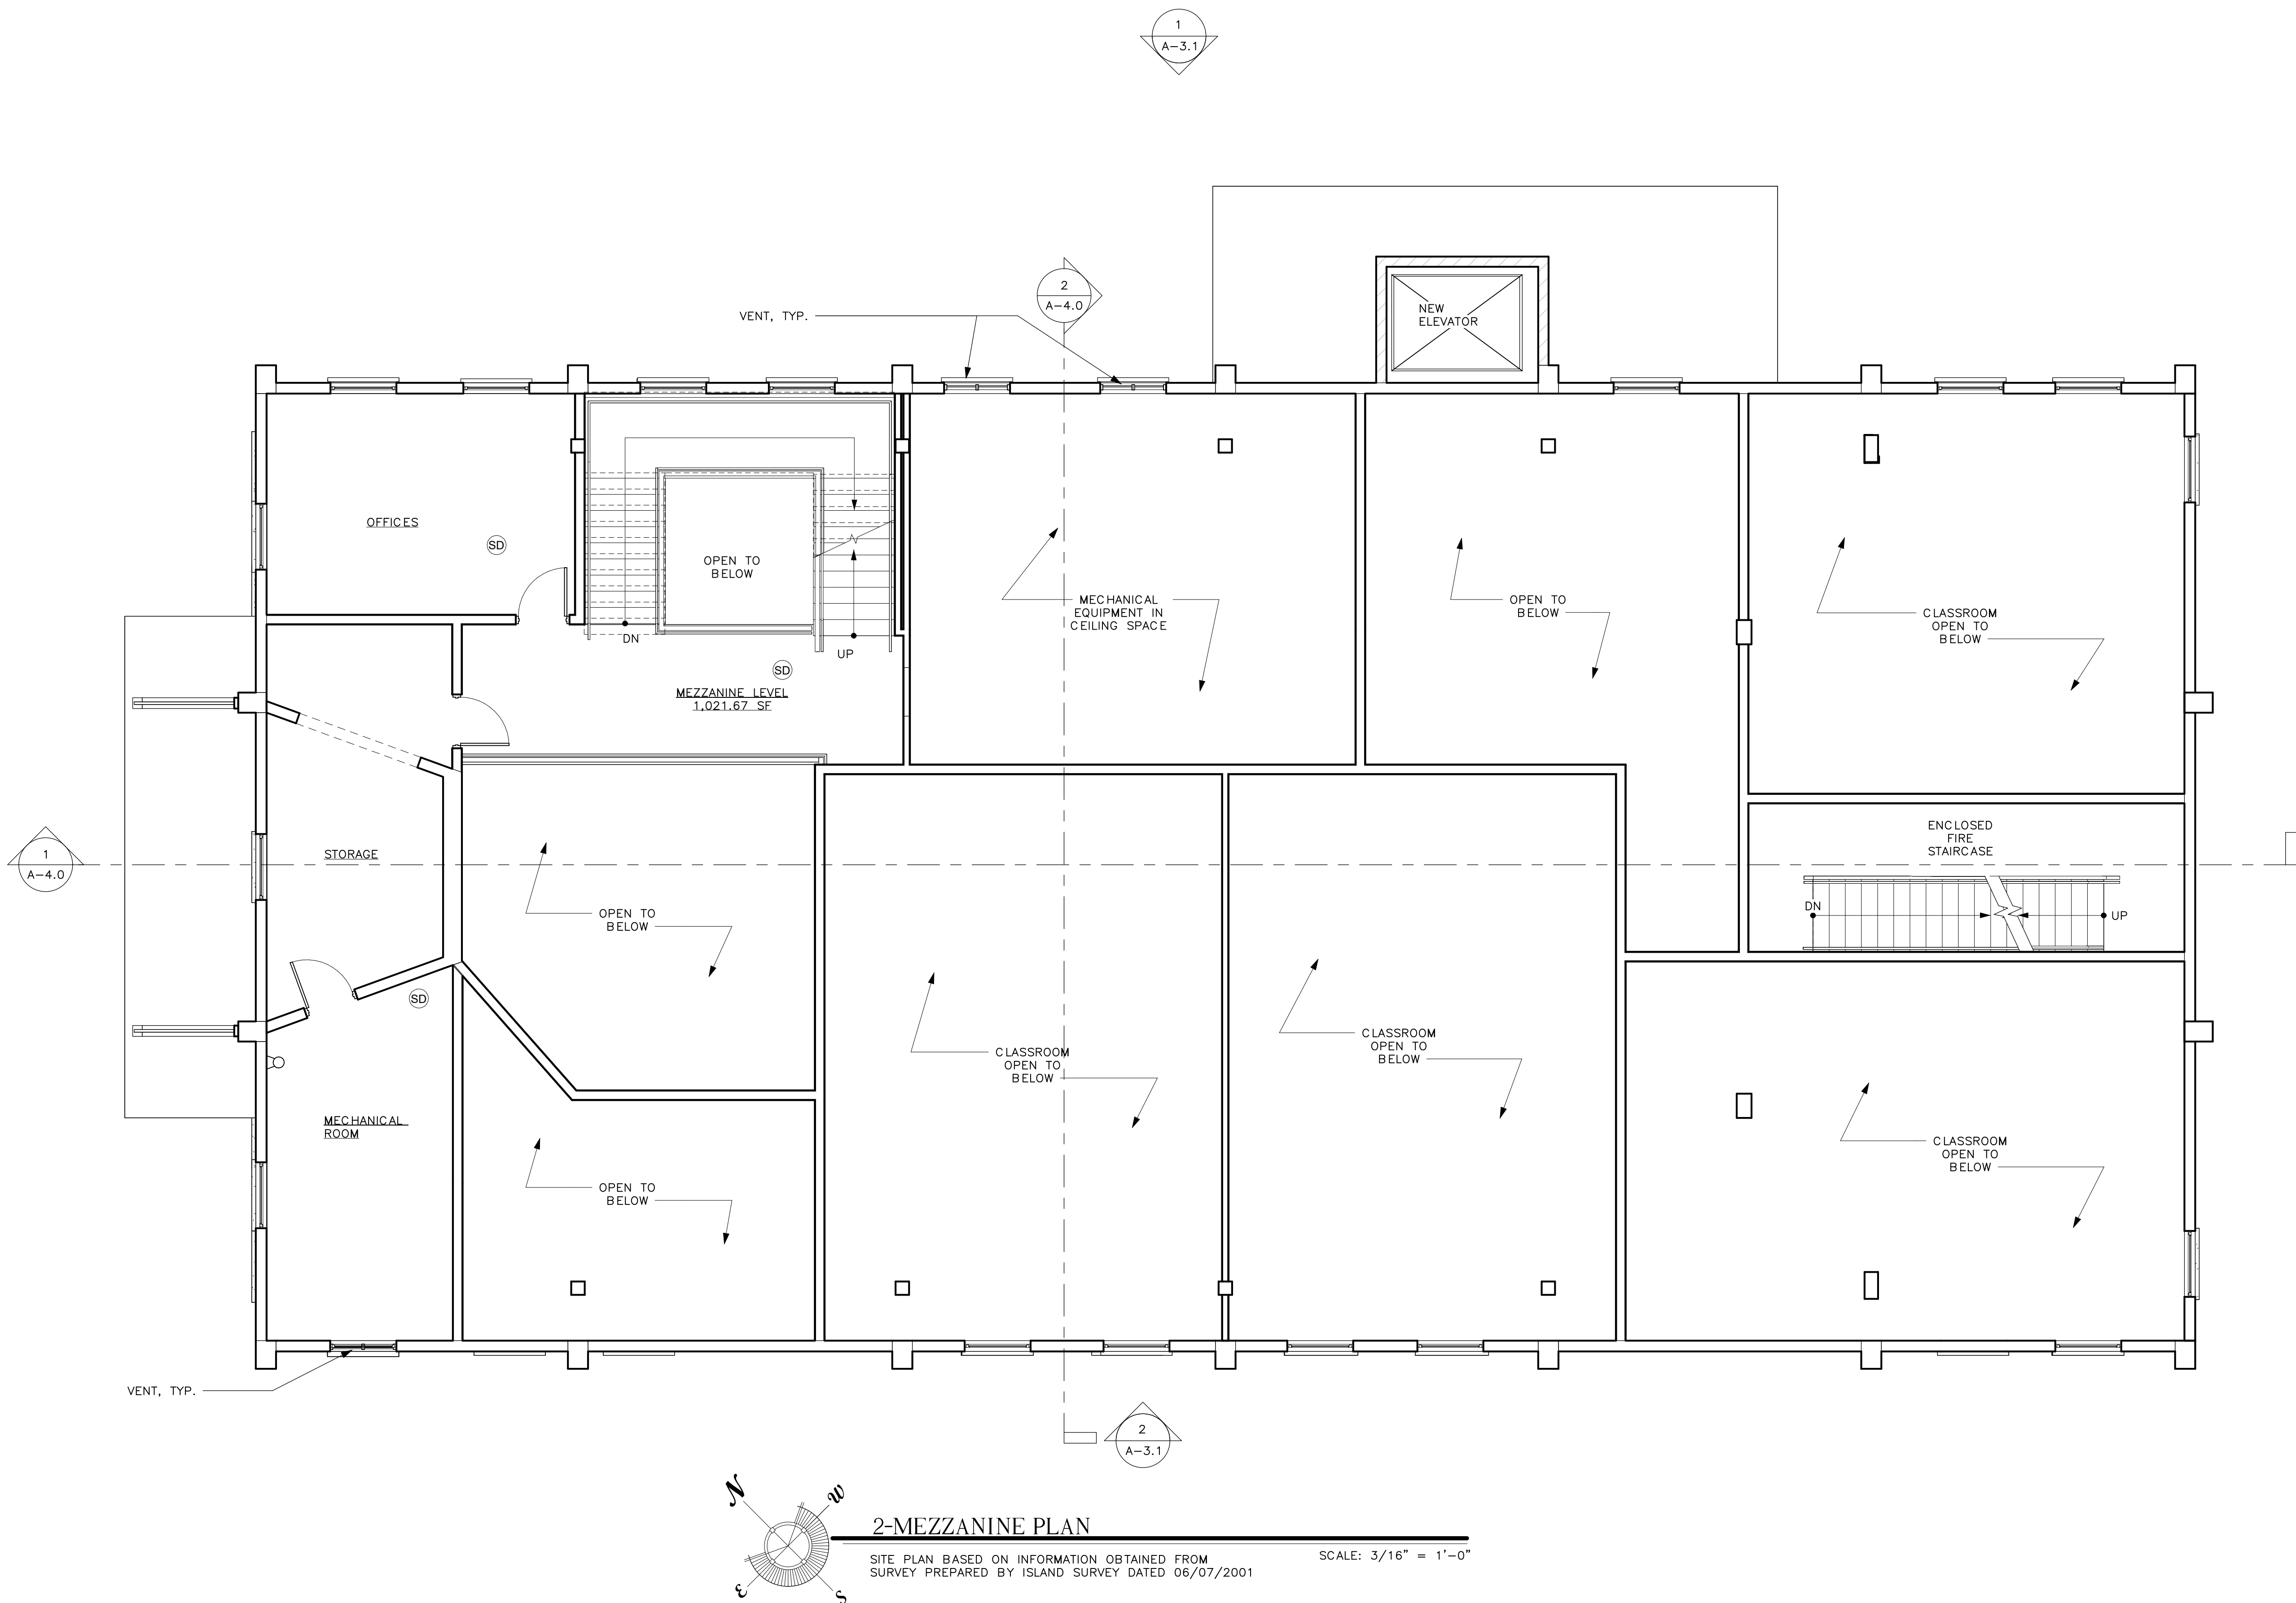 1
A-3.1
2
A-4.0
VENT, TYP.
NEW
ELEVATOR
OFFICES
SD
OPEN TO
BELOW
DN
UP
SD
MEZZANINE LEVEL
1,021.67 SF
MECHANICAL
EQUIPMENT IN
CEILING SPACE
OPEN TO
BELOW
CLASSROOM
OPEN TO
BELOW
1
A-4.0
STORAGE
ENCLOSED
FIRE
STAIRCASE
DN
UP
OPEN TO
BELOW
SD
CLASSROOM
OPEN TO
BELOW
CLASSROOM
OPEN TO
BELOW
MECHANICAL
ROOM
CLASSROOM
OPEN TO
BELOW
OPEN TO
BELOW
VENT, TYP.
2
A-3.1
N
W
E
S
2-MEZZANINE PLAN
SITE PLAN BASED ON INFORMATION OBTAINED FROM
SURVEY PREPARED BY ISLAND SURVEY DATED 06/07/2001
SCALE: 3/16" = 1'-0"